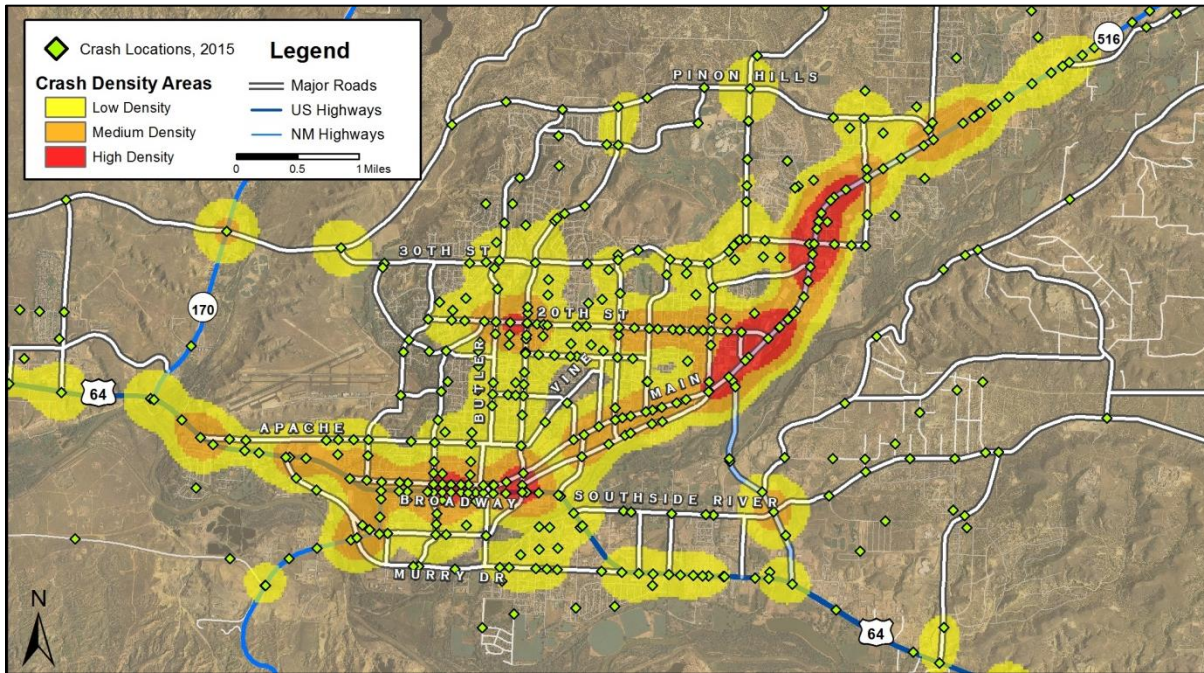 Legend
Crash Locations, 2015
Crash Density Areas
Low Density
Medium Density
High Density
Major Roads
US Highways
NM Highways
0 0.5 1 Miles
516
PINON HILLS
30TH ST
170
20TH ST
BUTLER
VINE
MAIN
64
APACHE
BROADWAY
SOUTHSIDE RIVER
MURRY DR
64
N